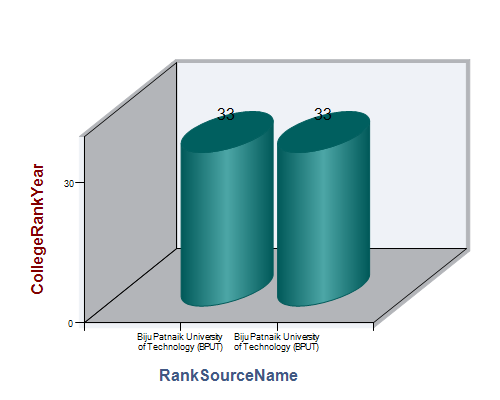 33 33
CollegeRankYear
30
0
Biju Patnaik University Biju Patnaik University
of Technology (BPUT) of Technology (BPUT)
RankSourceName